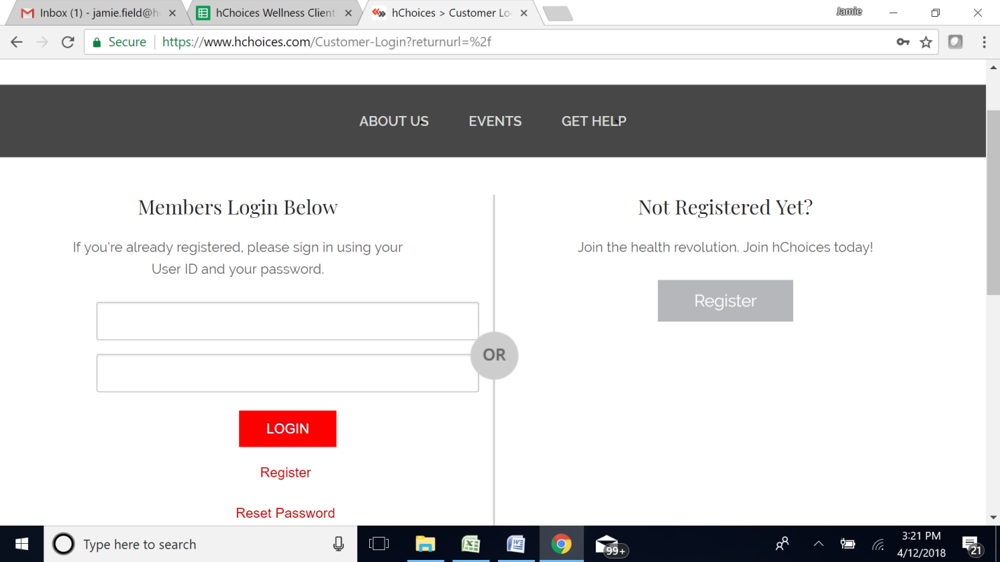 Inbox (1) - jamie.field@h
hChoices Wellness Client
hChoices > Customer Lo
Jamie
Secure
https://www.hchoices.com/Customer-Login?returnurl=%2f
ABOUT US EVENTS GET HELP
Members Login Below
If you're already registered, please sign in using your
User ID and your password.
LOGIN
Register
Reset Password
OR
Not Registered Yet?
Join the health revolution. Join hChoices today!
Register
Type here to search
99+
3:21 PM
4/12/2018
21